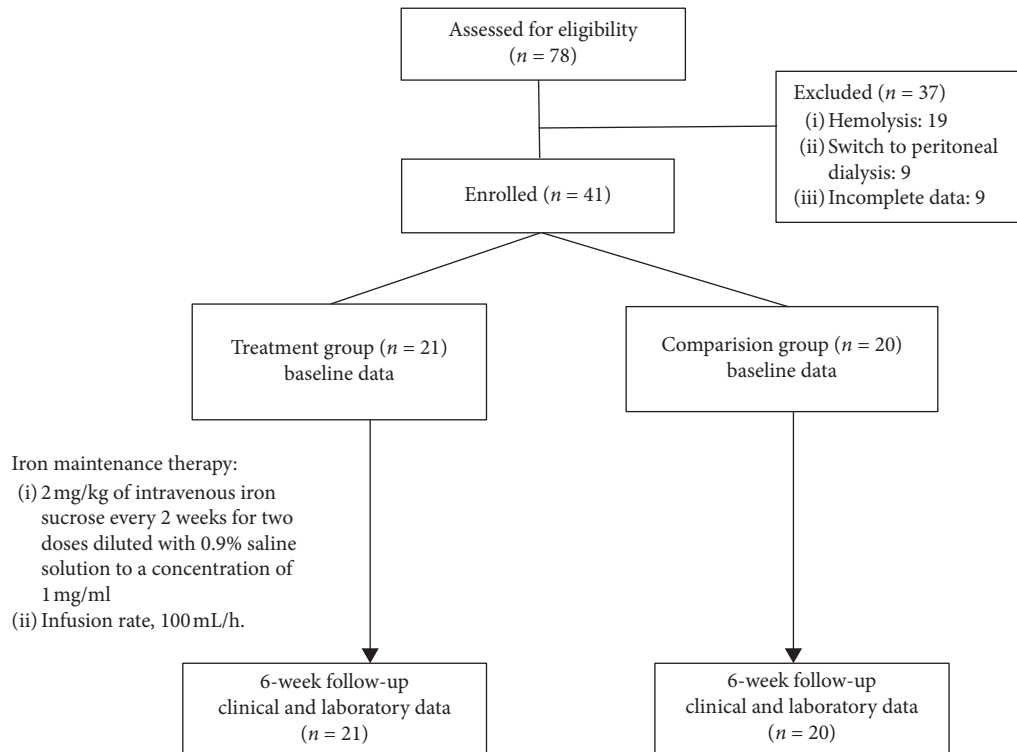 Assessed for eligibility
(n = 78)
Excluded (n = 37)
(i) Hemolysis: 19
(ii) Switch to peritoneal
dialysis: 9
(iii) Incomplete data: 9
Enrolled (n = 41)
Treatment group (n = 21)
baseline data
Comparision group (n = 20)
baseline data
Iron maintenance therapy:
(i) 2 mg/kg of intravenous iron
sucrose every 2 weeks for two
doses diluted with 0.9% saline
solution to a concentration of
1 mg/ml
(ii) Infusion rate, 100 mL/h.
6-week follow-up
clinical and laboratory data
(n = 21)
6-week follow-up
clinical and laboratory data
(n = 20)